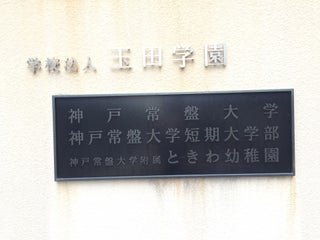 学校法人 玉田学園
神戸常盤大学
神戸常盤大学短期大学部
神戸常盤大学附属ときわ幼稚園